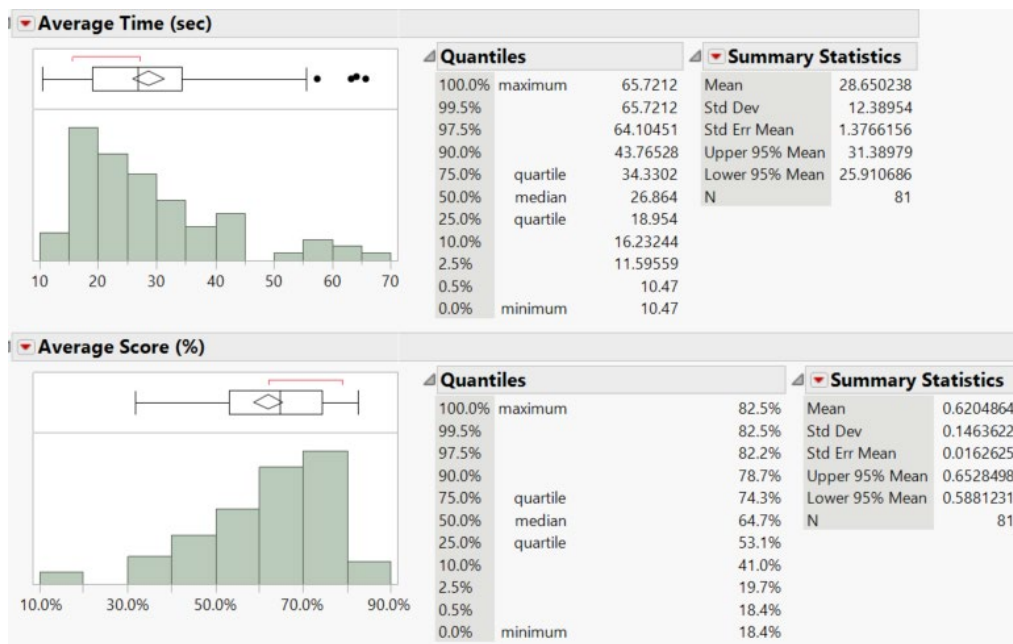 Average Time (sec)
Quantiles
100.0% maximum 65.7212
99.5% 65.7212
97.5% 64.10451
90.0% 43.76528
75.0% quartile 34.3302
50.0% median 26.864
25.0% quartile 18.954
10.0% 16.23244
2.5% 11.59559
0.5% 10.47
0.0% minimum 10.47
Summary Statistics
Mean 28.650238
Std Dev 12.38954
Std Err Mean 1.3766156
Upper 95% Mean 31.38979
Lower 95% Mean 25.910686
N 81
10 20 30 40 50 60 70
Average Score (%)
Quantiles
100.0% maximum 82.5%
99.5% 82.5%
97.5% 82.2%
90.0% 78.7%
75.0% quartile 74.3%
50.0% median 64.7%
25.0% quartile 53.1%
10.0% 41.0%
2.5% 19.7%
0.5% 18.4%
0.0% minimum 18.4%
Summary Statistics
Mean 0.6204864
Std Dev 0.1463622
Std Err Mean 0.0162625
Upper 95% Mean 0.6528498
Lower 95% Mean 0.5881231
N 81
10.0% 30.0% 50.0% 70.0% 90.0%